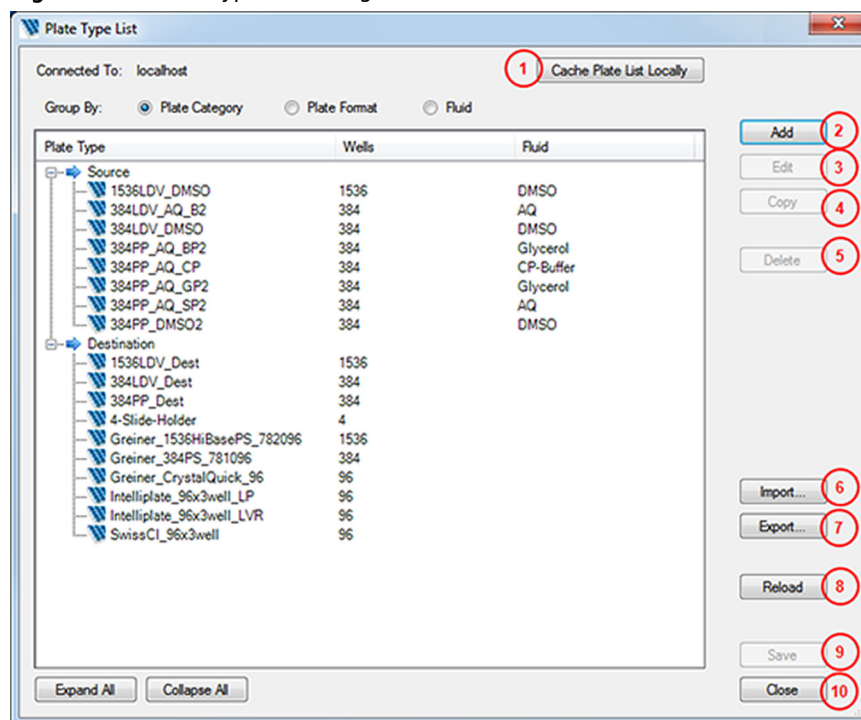 Plate Type List
Connected To: localhost
1 Cache Plate List Locally
Group By: Plate Category Plate Format Fluid
Plate Type Wells Fluid
Source
1536LDV_DMSO 1536 DMSO
384LDV_AQ_B2 384 AQ
384LDV_DMSO 384 DMSO
384PP_AQ_BP2 384 Glycerol
384PP_AQ_CP 384 CP-Buffer
384PP_AQ_GP2 384 Glycerol
384PP_AQ_SP2 384 AQ
384PP_DMSO2 384 DMSO
Destination
1536LDV_Dest 1536
384LDV_Dest 384
384PP_Dest 384
4-Slide-Holder 4
Greiner_1536HiBasePS_782096 1536
Greiner_384PS_781096 384
Greiner_CrystalQuick_96 96
Intelliplate_96x3well_LP 96
Intelliplate_96x3well_LVR 96
SwissCI_96x3well 96
Add 2
Edit 3
Copy 4
Delete 5
Import... 6
Export... 7
Reload 8
Save 9
Close 10
Expand All Collapse All